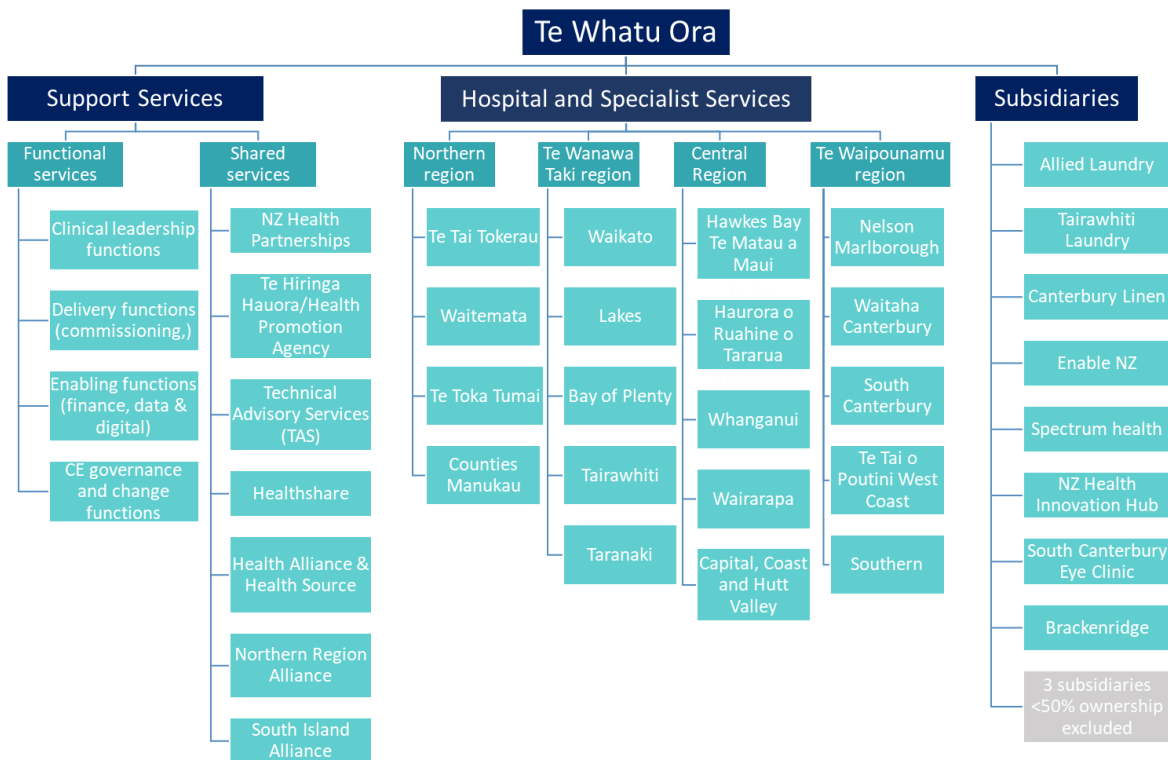 Te Whatu Ora
Support Services
Hospital and Specialist Services
Subsidiaries
Functional
services
Clinical leadership
functions
Delivery functions
(commissioning,)
Enabling functions
(finance, data &
digital)
CE governance
and change
functions
Shared
services
NZ Health
Partnerships
Te Hiringa
Hauora/Health
Promotion
Agency
Technical
Advisory Services
(TAS)
Healthshare
Health Alliance &
Health Source
Northern Region
Alliance
South Island
Alliance
Northern
region
Te Tai Tokerau
Waitemata
Te Toka Tumai
Counties
Manukau
Te Wanawa
Taki region
Waikato
Lakes
Bay of Plenty
Tairawhiti
Taranaki
Central
Region
Hawkes Bay
Te Matau a
Maui
Haurora o
Ruahine o
Tararua
Whanganui
Wairarapa
Capital, Coast
and Hutt
Valley
Te Waipounamu
region
Nelson
Marlborough
Waitaha
Canterbury
South
Canterbury
Te Tai o
Poutini West
Coast
Southern
Allied Laundry
Tairawhiti
Laundry
Canterbury Linen
Enable NZ
Spectrum health
NZ Health
Innovation Hub
South Canterbury
Eye Clinic
Brackenridge
3 subsidiaries
<50% ownership
excluded